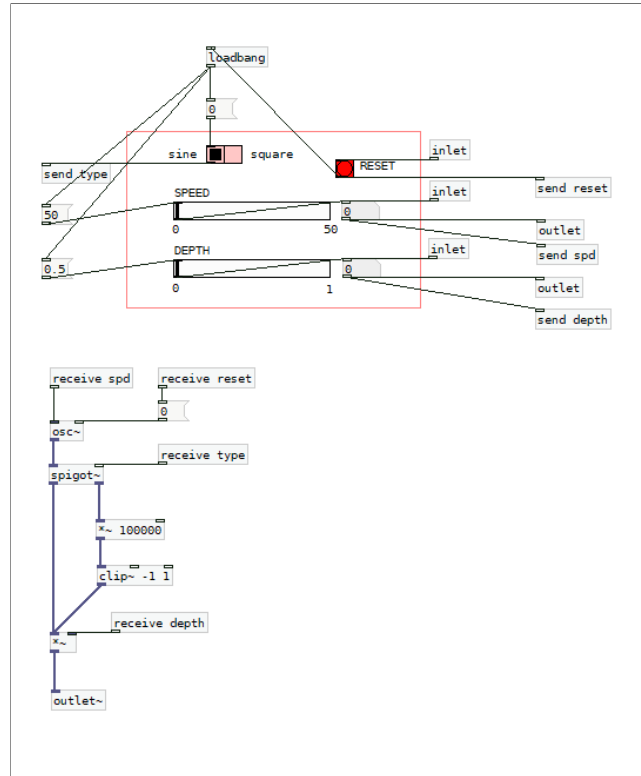 loadbang
0
sine square
inlet
RESET
send type
send reset
SPEED
inlet
50
0
0 50
outlet
send spd
DEPTH
inlet
0.5
0
0 1
outlet
send depth
receive spd receive reset
0
osc~
receive type
spigot~
*~ 100000
clip~ -1 1
receive depth
*~
outlet~